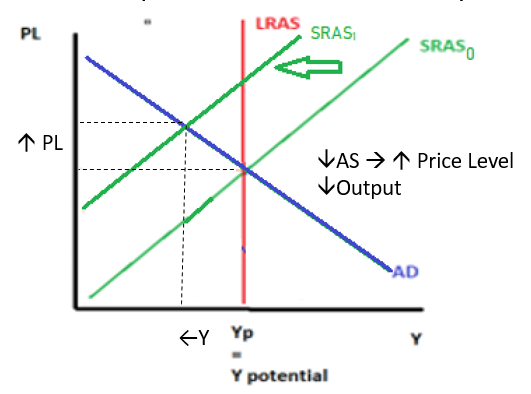 PL
LRAS
SRAS₁
SRAS₀
↑ PL
↓AS → ↑ Price Level
↓Output
AD
←Y
Yp
=
Y potential
Y